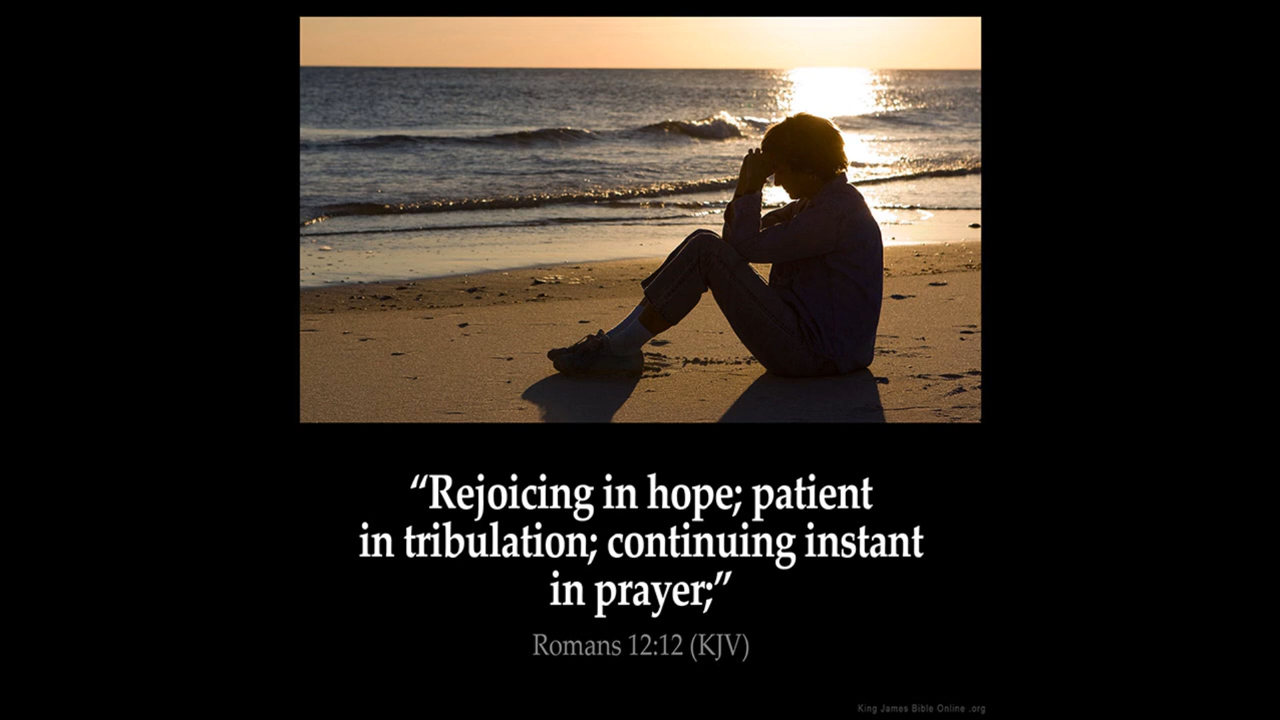 “Rejoicing in hope; patient
in tribulation; continuing instant
in prayer;”
Romans 12:12 (KJV)
King James Bible Online .org